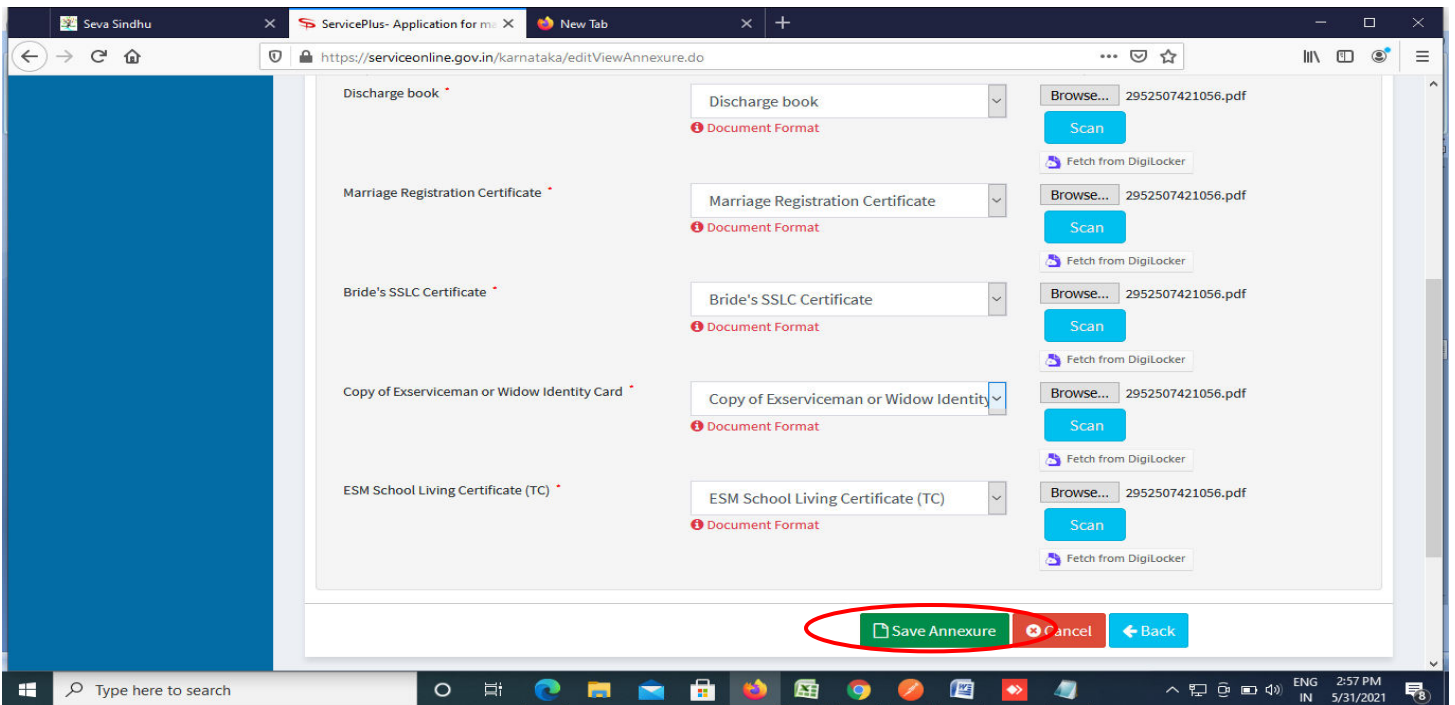 Seva Sindhu
ServicePlus- Application for ma
New Tab
https://serviceonline.gov.in/karnataka/editViewAnnexure.do
Discharge book *
Discharge book
Browse... 2952507421056.pdf
Document Format
Scan
Fetch from DigiLocker
Marriage Registration Certificate *
Marriage Registration Certificate
Browse... 2952507421056.pdf
Document Format
Scan
Fetch from DigiLocker
Bride's SSLC Certificate *
Bride's SSLC Certificate
Browse... 2952507421056.pdf
Document Format
Scan
Fetch from DigiLocker
Copy of Exserviceman or Widow Identity Card *
Copy of Exserviceman or Widow Identity
Browse... 2952507421056.pdf
Document Format
Scan
Fetch from DigiLocker
ESM School Living Certificate (TC) *
ESM School Living Certificate (TC)
Browse... 2952507421056.pdf
Document Format
Scan
Fetch from DigiLocker
Save Annexure
Cancel
Back
Type here to search
ENG
IN
2:57 PM
5/31/2021
8